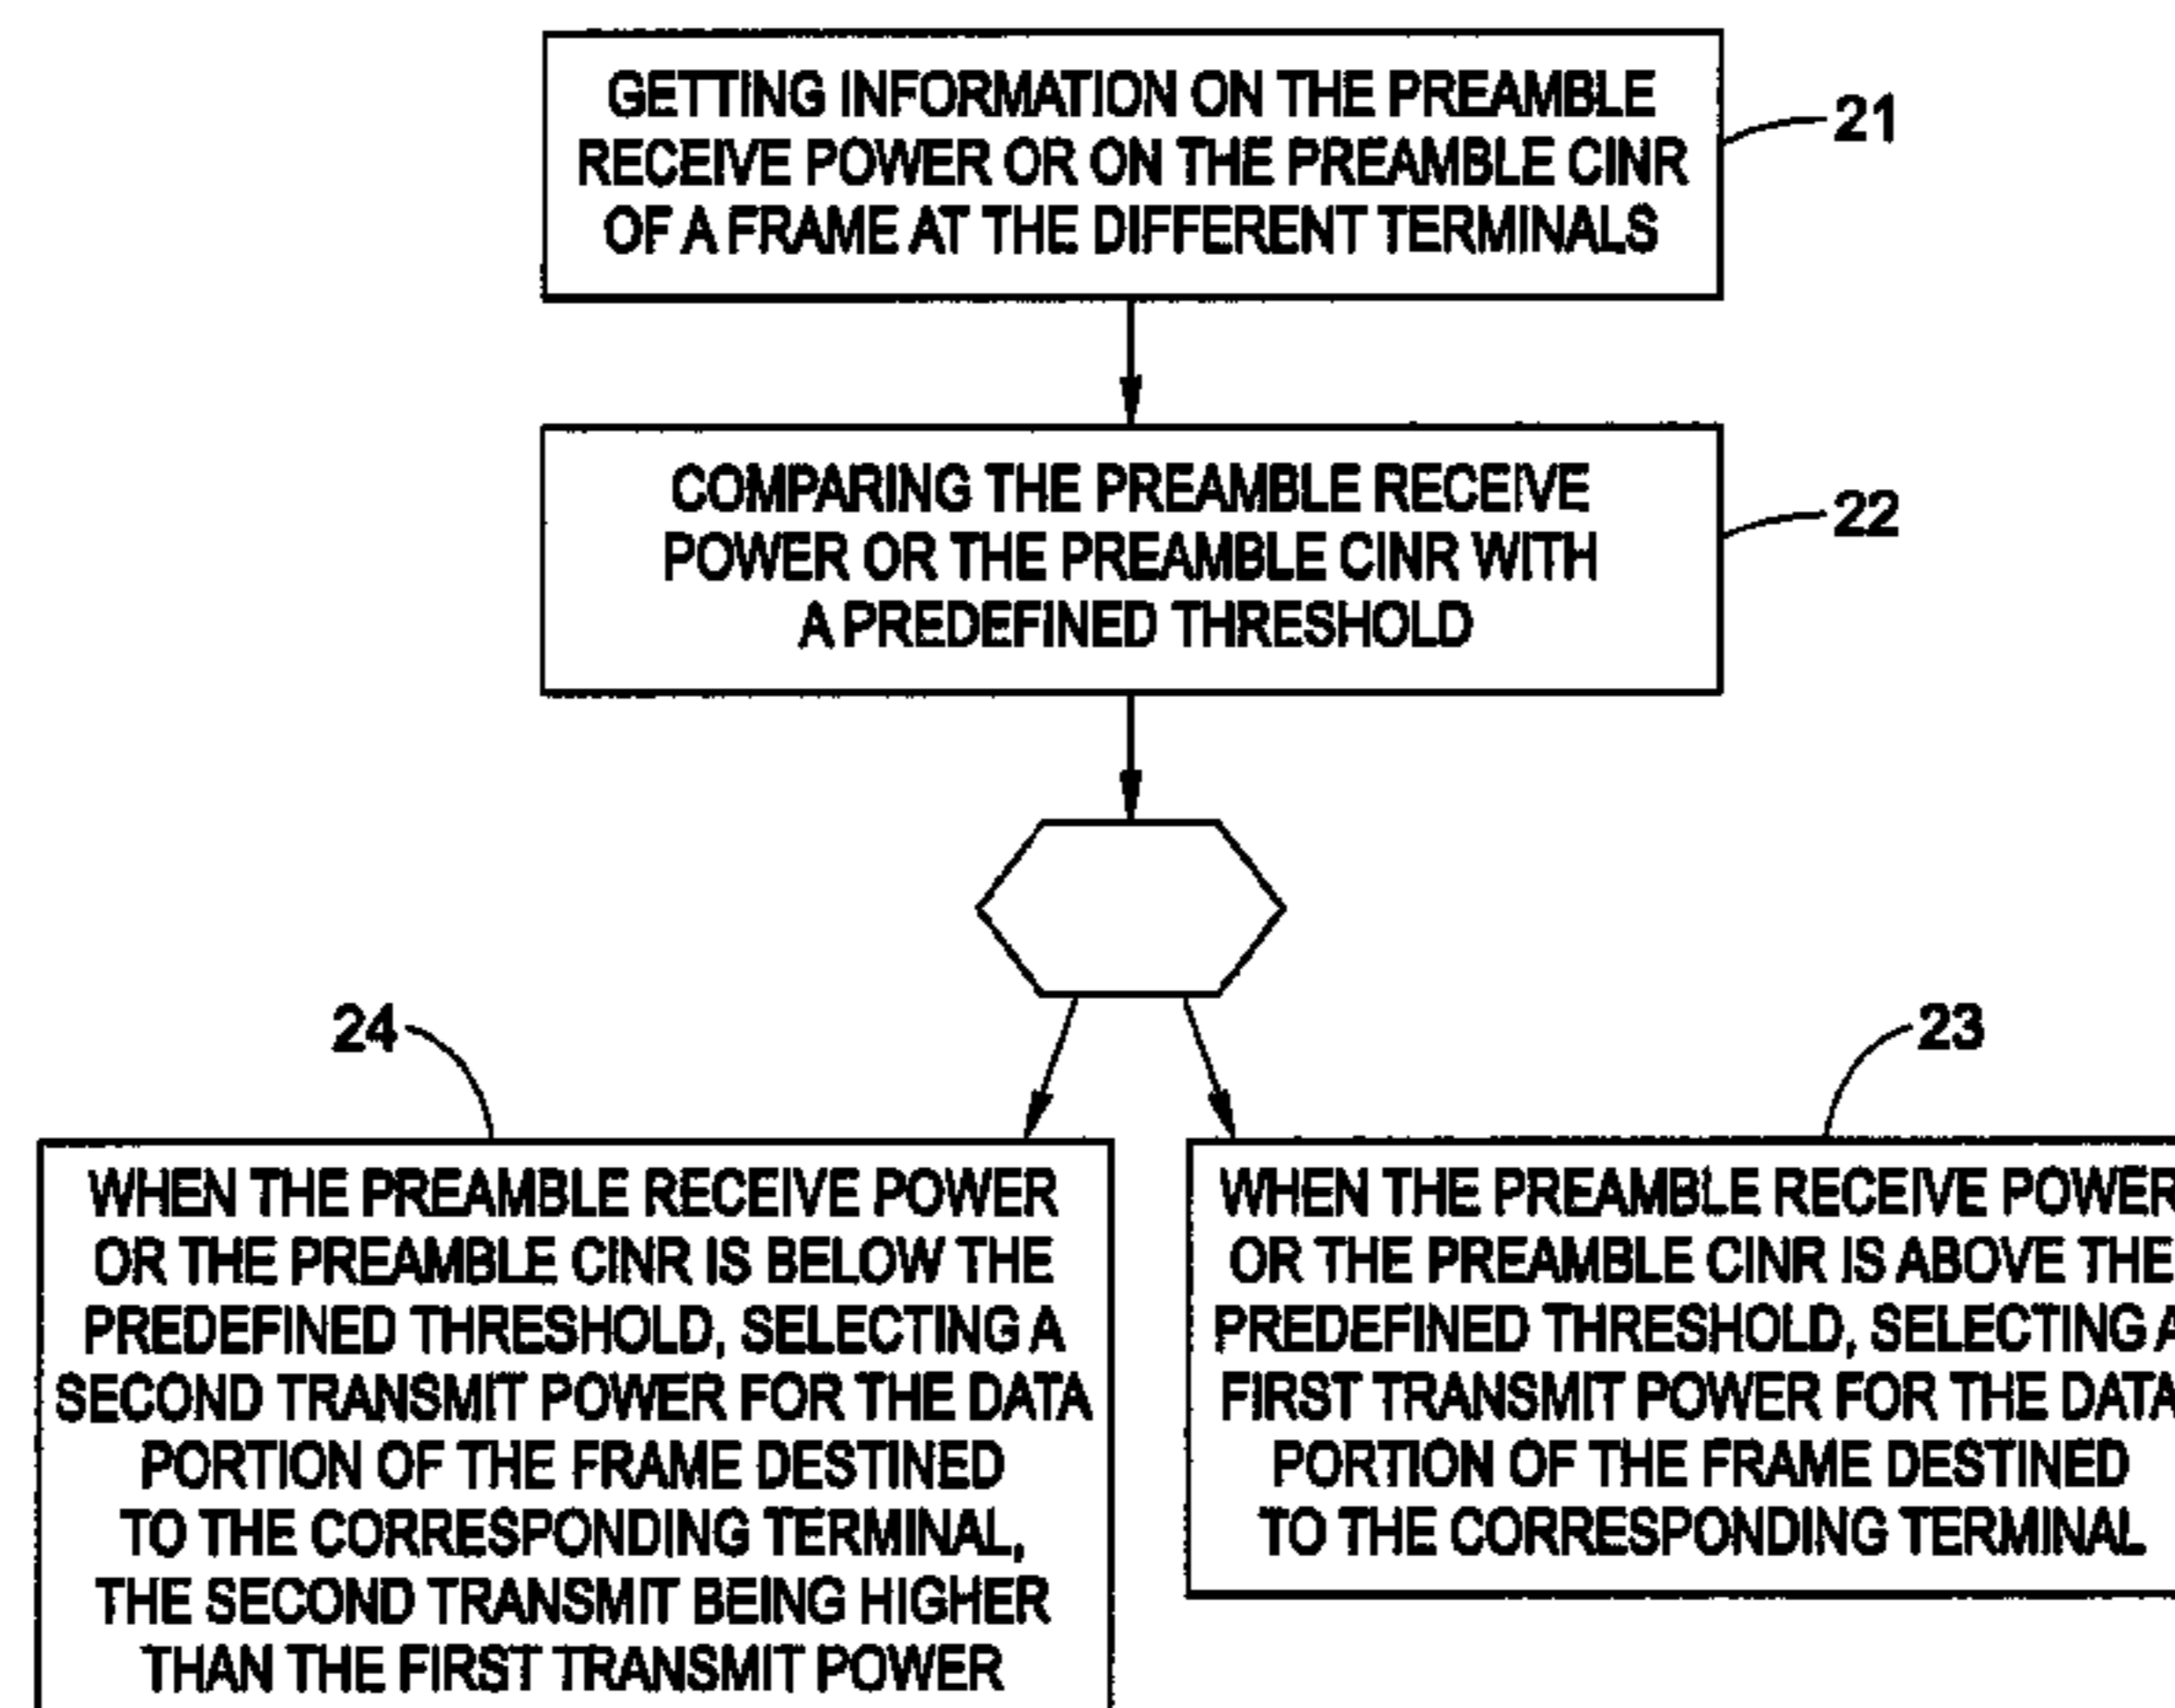 GETTING INFORMATION ON THE PREAMBLE
RECEIVE POWER OR ON THE PREAMBLE CINR
OF A FRAME AT THE DIFFERENT TERMINALS
21
COMPARING THE PREAMBLE RECEIVE
POWER OR THE PREAMBLE CINR WITH
A PREDEFINED THRESHOLD
22
24
WHEN THE PREAMBLE RECEIVE POWER
OR THE PREAMBLE CINR IS BELOW THE
PREDEFINED THRESHOLD, SELECTING A
SECOND TRANSMIT POWER FOR THE DATA
PORTION OF THE FRAME DESTINED
TO THE CORRESPONDING TERMINAL,
THE SECOND TRANSMIT BEING HIGHER
THAN THE FIRST TRANSMIT POWER
23
WHEN THE PREAMBLE RECEIVE POWER
OR THE PREAMBLE CINR IS ABOVE THE
PREDEFINED THRESHOLD, SELECTING A
FIRST TRANSMIT POWER FOR THE DATA
PORTION OF THE FRAME DESTINED
TO THE CORRESPONDING TERMINAL